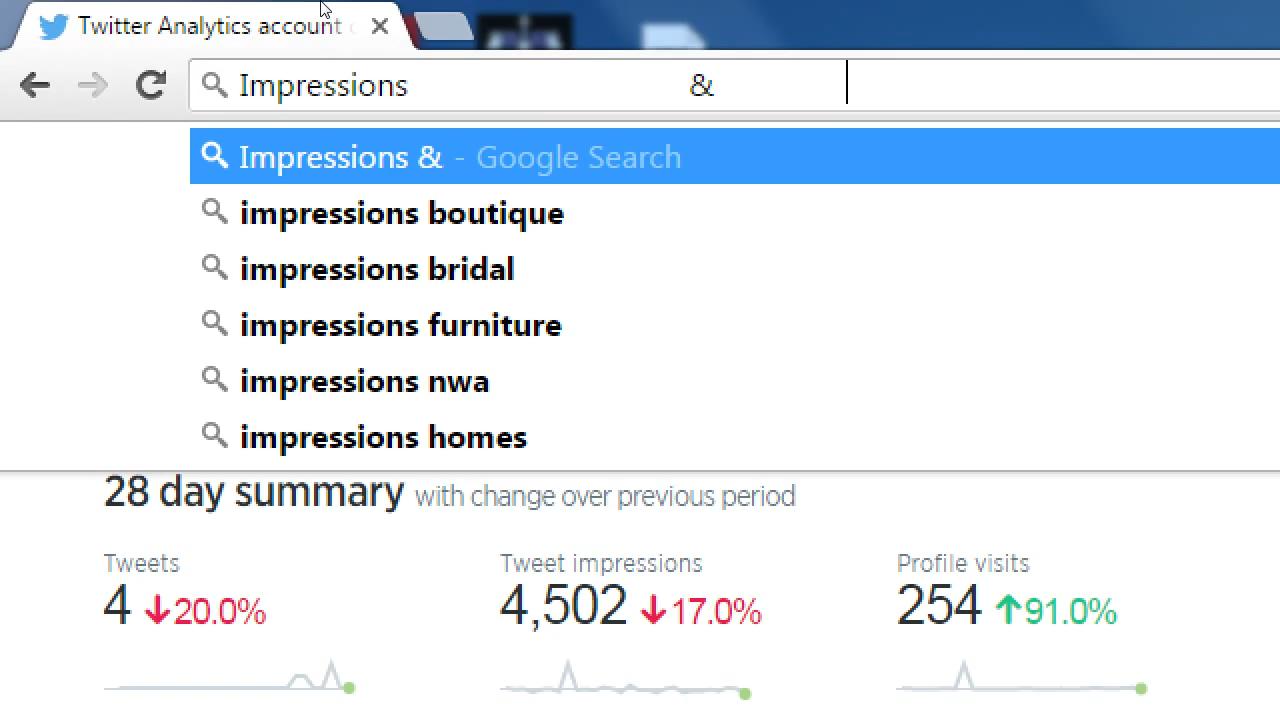 Twitter Analytics account
Impressions &
Impressions & - Google Search
impressions boutique
impressions bridal
impressions furniture
impressions nwa
impressions homes
28 day summary with change over previous period
Tweets Tweet impressions Profile visits
4 ↓20.0% 4,502 ↓17.0% 254 ↑91.0%